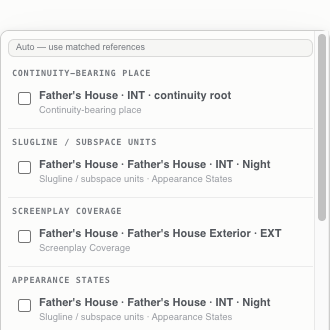 Auto — use matched references
CONTINUITY-BEARING PLACE
Father's House · INT · continuity root
Continuity-bearing place
SLUGLINE / SUBSPACE UNITS
Father's House · Father's House · INT · Night
Slugline / subspace units · Appearance States
SCREENPLAY COVERAGE
Father's House · Father's House Exterior · EXT
Screenplay Coverage
APPEARANCE STATES
Father's House · Father's House · INT · Night
Slugline / subspace units · Appearance States